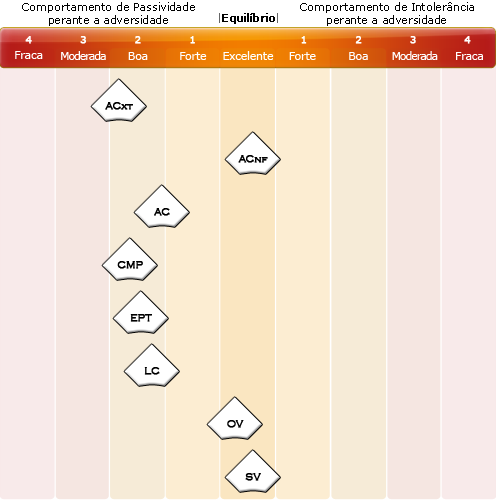 Comportamento de Passividade
perante a adversidade
|Equilíbrio|
Comportamento de Intolerância
perante a adversidade
4 3 2 1 1 2 3 4
Fraca Moderada Boa Forte Excelente Forte Boa Moderada Fraca
ACXT
ACNF
AC
CMP
EPT
LC
OV
SV